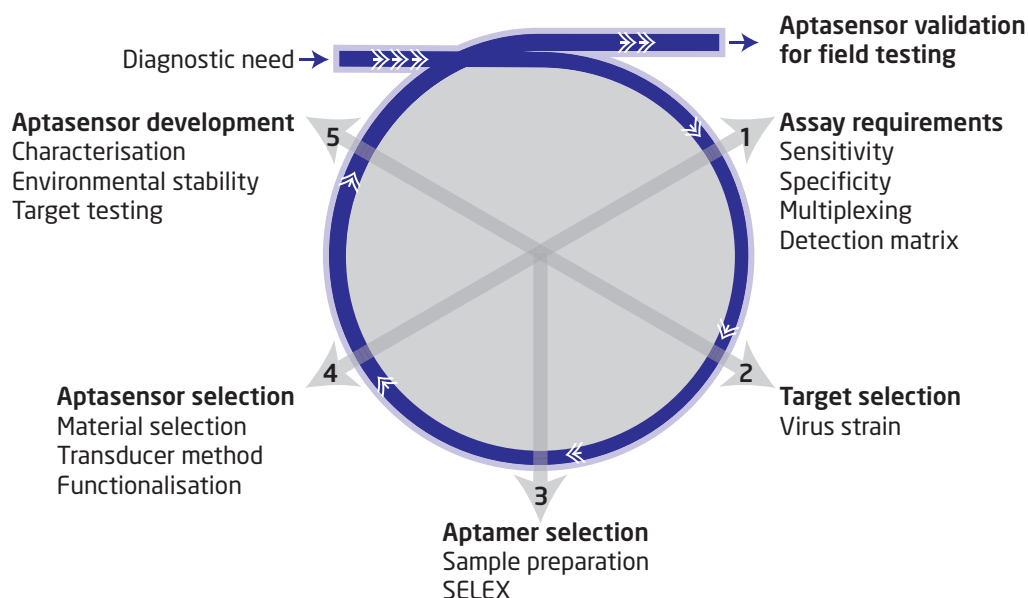 Diagnostic need
Aptasensor validation
for field testing
1
Assay requirements
Sensitivity
Specificity
Multiplexing
Detection matrix
2
Target selection
Virus strain
3
Aptamer selection
Sample preparation
SELEX
4
Aptasensor selection
Material selection
Transducer method
Functionalisation
5
Aptasensor development
Characterisation
Environmental stability
Target testing